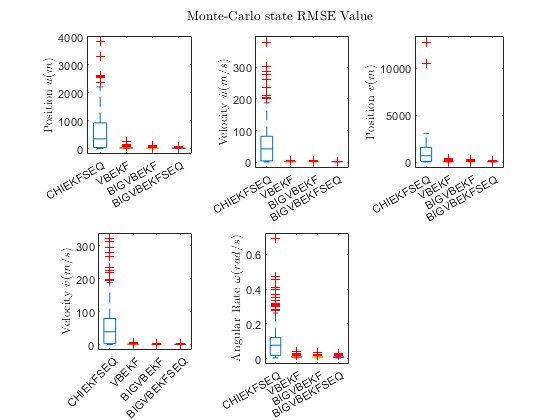 Monte-Carlo state RMSE Value
Position u(m)
4000
3000
2000
1000
0
CHIEKFSEQ
VBEKF
BIGVBEKF
BIGVBEKFSEQ
Velocity u̇(m/s)
300
200
100
0
CHIEKFSEQ
VBEKF
BIGVBEKF
BIGVBEKFSEQ
Position v(m)
10000
5000
0
CHIEKFSEQ
VBEKF
BIGVBEKF
BIGVBEKFSEQ
Velocity v̇(m/s)
300
200
100
0
CHIEKFSEQ
VBEKF
BIGVBEKF
BIGVBEKFSEQ
Angular Rate ω(rad/s)
0.6
0.4
0.2
0
CHIEKFSEQ
VBEKF
BIGVBEKF
BIGVBEKFSEQ